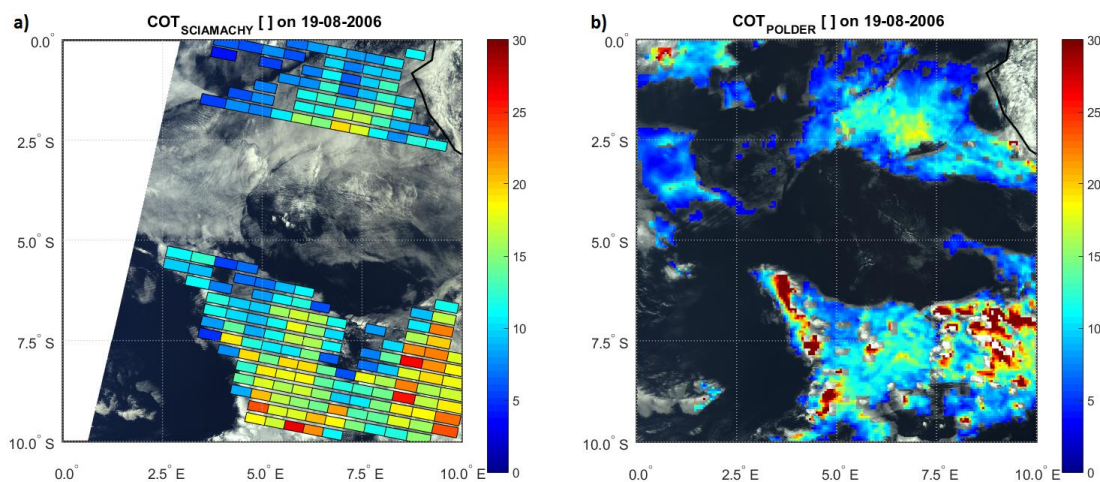 a) COT_SCIAMACHY [ ] on 19-08-2006
0.0°
2.5° S
5.0° S
7.5° S
10.0° S
0.0° 2.5° E 5.0° E 7.5° E 10.0° E
30
25
20
15
10
5
0
b) COT_POLDER [ ] on 19-08-2006
0.0°
2.5° S
5.0° S
7.5° S
10.0° S
0.0° 2.5° E 5.0° E 7.5° E 10.0° E
30
25
20
15
10
5
0